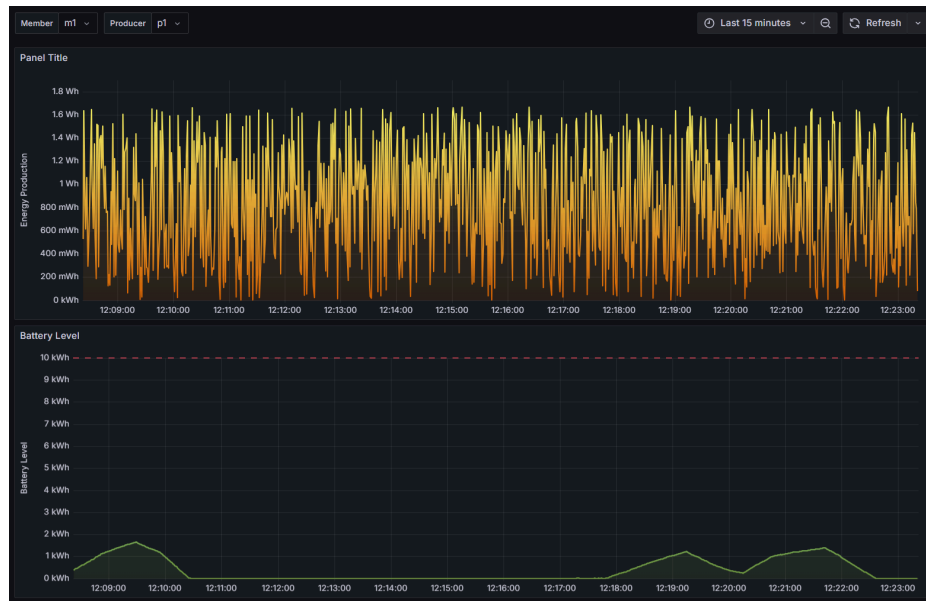 Member m1 Producer p1 Last 15 minutes Refresh
Panel Title
Energy Production
1.8 Wh
1.6 Wh
1.4 Wh
1.2 Wh
1 Wh
800 mWh
600 mWh
400 mWh
200 mWh
0 kWh
12:09:00 12:10:00 12:11:00 12:12:00 12:13:00 12:14:00 12:15:00 12:16:00 12:17:00 12:18:00 12:19:00 12:20:00 12:21:00 12:22:00 12:23:00
Battery Level
Battery Level
10 kWh
9 kWh
8 kWh
7 kWh
6 kWh
5 kWh
4 kWh
3 kWh
2 kWh
1 kWh
0 kWh
12:09:00 12:10:00 12:11:00 12:12:00 12:13:00 12:14:00 12:15:00 12:16:00 12:17:00 12:18:00 12:19:00 12:20:00 12:21:00 12:22:00 12:23:00